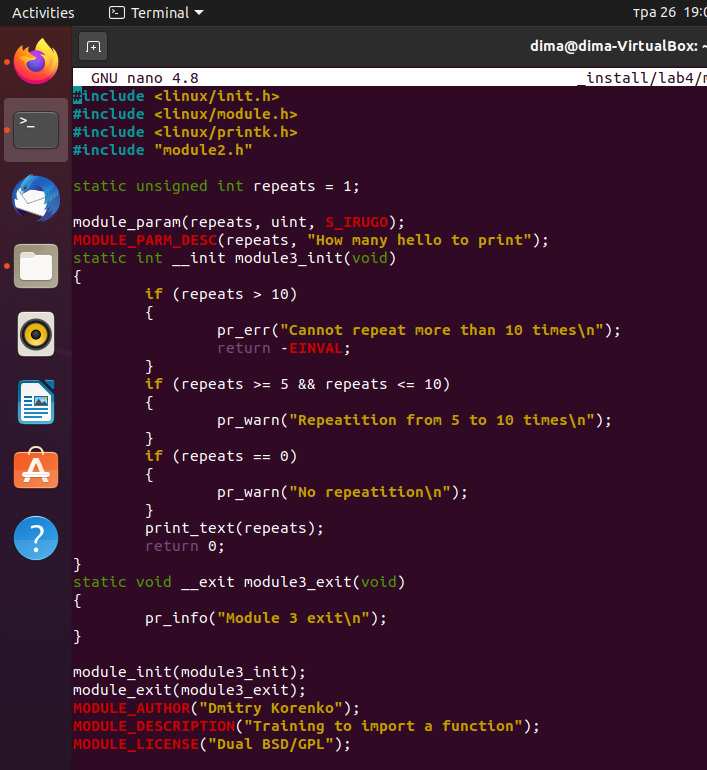 Activities
Terminal
тра 26 19:0
dima@dima-VirtualBox: ~
GNU nano 4.8
_install/lab4/m
#include <linux/init.h>
#include <linux/module.h>
#include <linux/printk.h>
#include "module2.h"
static unsigned int repeats = 1;
module_param(repeats, uint, S_IRUGO);
MODULE_PARM_DESC(repeats, "How many hello to print");
static int __init module3_init(void)
{
if (repeats > 10)
{
pr_err("Cannot repeat more than 10 times\n");
return -EINVAL;
}
if (repeats >= 5 && repeats <= 10)
{
pr_warn("Repeatition from 5 to 10 times\n");
}
if (repeats == 0)
{
pr_warn("No repeatition\n");
}
print_text(repeats);
return 0;
}
static void __exit module3_exit(void)
{
pr_info("Module 3 exit\n");
}
module_init(module3_init);
module_exit(module3_exit);
MODULE_AUTHOR("Dmitry Korenko");
MODULE_DESCRIPTION("Training to import a function");
MODULE_LICENSE("Dual BSD/GPL");